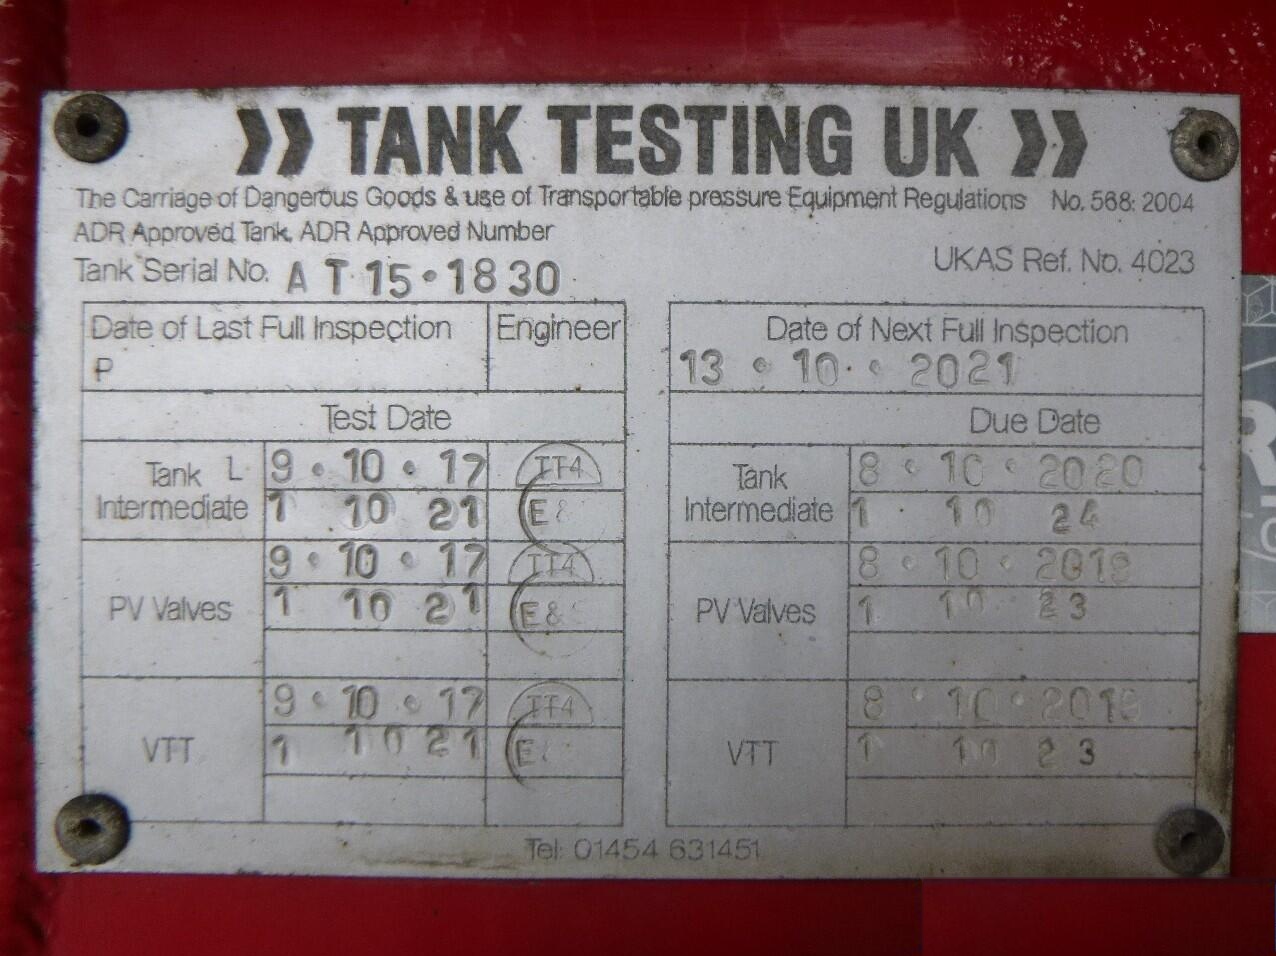 TANK TESTING UK
The Carriage of Dangerous Goods & use of Transportable pressure Equipment Regulations No. 568: 2004
ADR Approved Tank, ADR Approved Number
UKAS Ref. No. 4023
Tank Serial No. A T 15 • 18 30
Date of Last Full Inspection Engineer
P
Date of Next Full Inspection
13 • 10 • 2021
Test Date
Due Date
Tank L 9 • 10 • 17 TT4
Intermediate 1 10 21 E&
Tank 8 • 10 • 2020
Intermediate 1 10 24
PV Valves
9 • 10 • 17 TT4
1 10 21 E&
PV Valves
8 • 10 • 2019
1 10 23
VTT
9 • 10 • 17 TT4
1 10 21 E
VTT
8 • 10 • 2019
1 10 23
Tel: 01454 631451